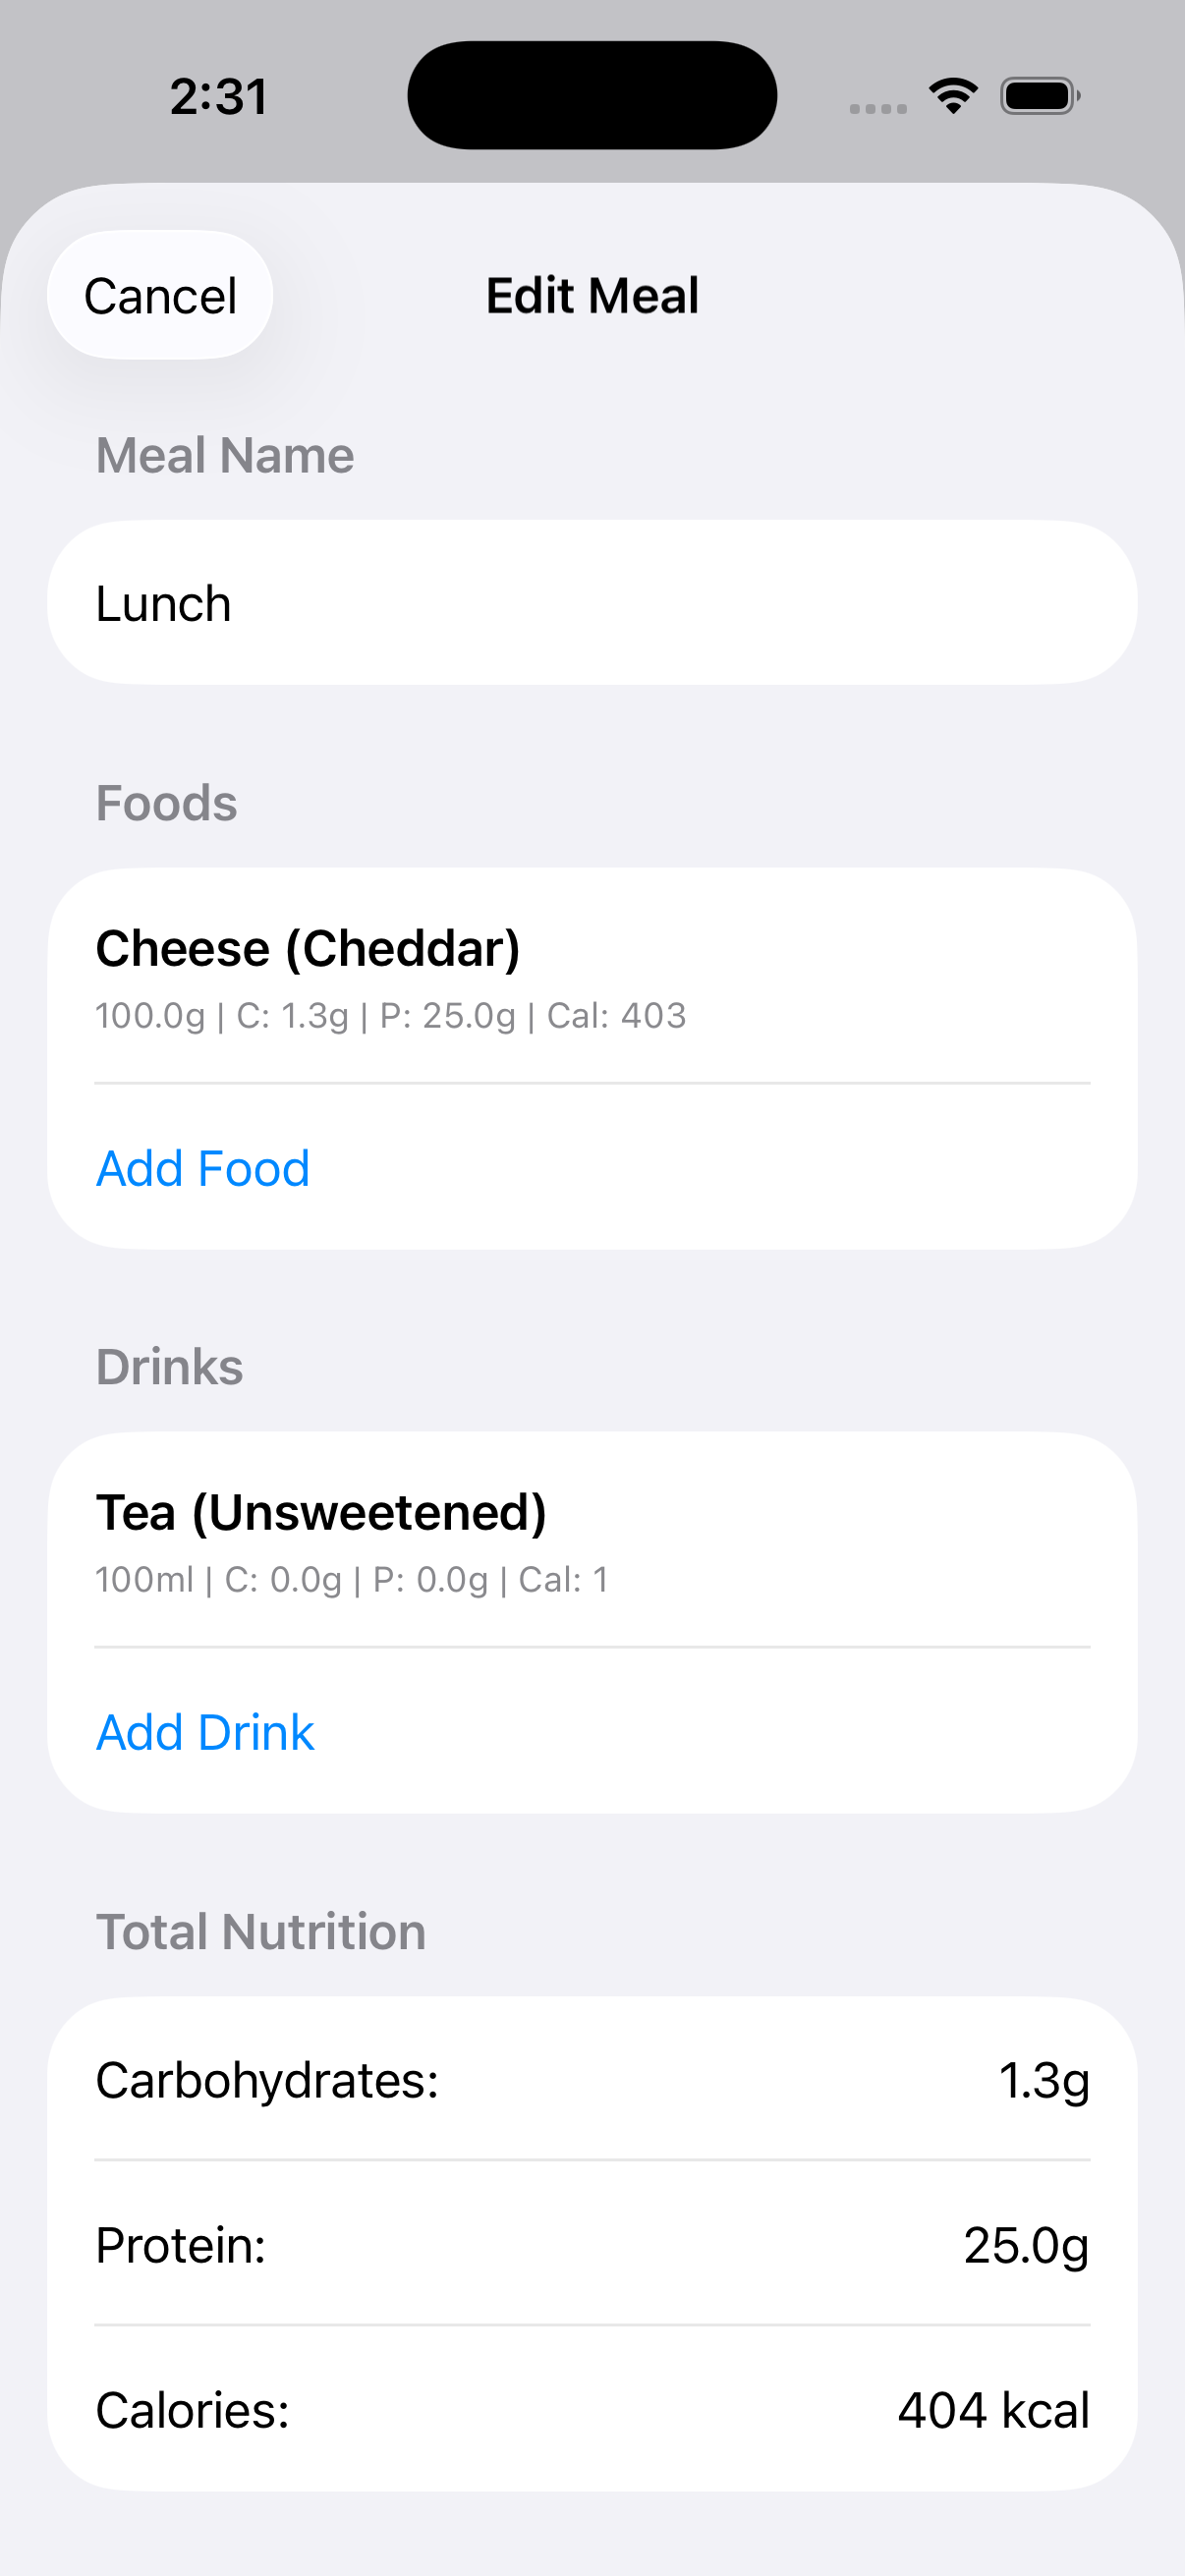 2:31
Cancel
Edit Meal
Meal Name
Lunch
Foods
Cheese (Cheddar)
100.0g | C: 1.3g | P: 25.0g | Cal: 403
Add Food
Drinks
Tea (Unsweetened)
100ml | C: 0.0g | P: 0.0g | Cal: 1
Add Drink
Total Nutrition
Carbohydrates: 1.3g
Protein: 25.0g
Calories: 404 kcal